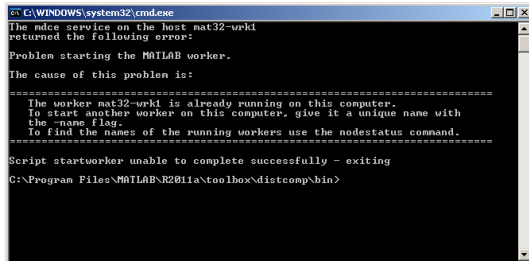 C:\WINDOWS\system32\cmd.exe
The mdce service on the host mat32-wrk1
returned the following error:
Problem starting the MATLAB worker.
The cause of this problem is:
===========================================================================
The worker mat32-wrk1 is already running on this computer.
To start another worker on this computer, give it a unique name with
the -name flag.
To find the names of the running workers use the nodestatus command.
===========================================================================
Script startworker unable to complete successfully - exiting
C:\Program Files\MATLAB\R2011a\toolbox\distcomp\bin>